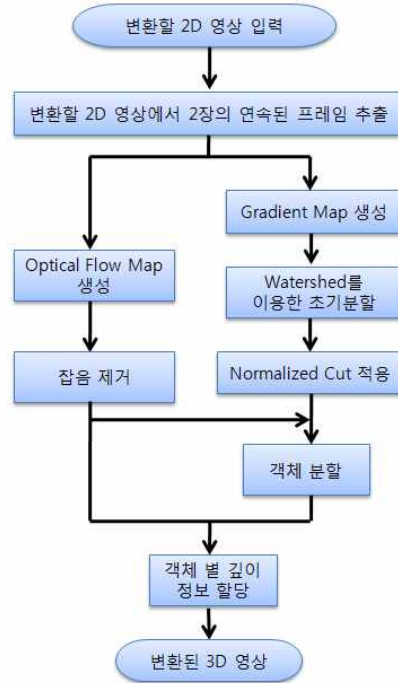 변환할 2D 영상 입력
변환할 2D 영상에서 2장의 연속된 프레임 추출
Optical Flow Map
생성
잡음 제거
Gradient Map 생성
Watershed를
이용한 초기분할
Normalized Cut 적용
객체 분할
객체 별 깊이
정보 할당
변환된 3D 영상